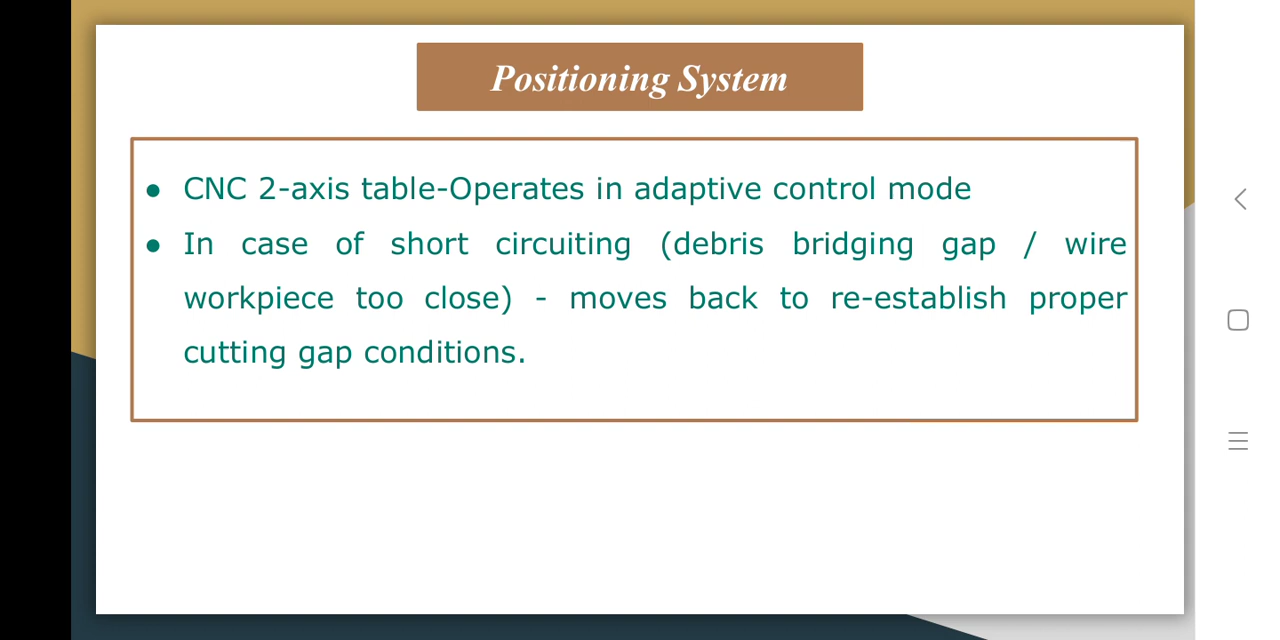 Positioning System
● CNC 2-axis table-Operates in adaptive control mode
● In case of short circuiting (debris bridging gap / wire
workpiece too close) - moves back to re-establish proper
cutting gap conditions.